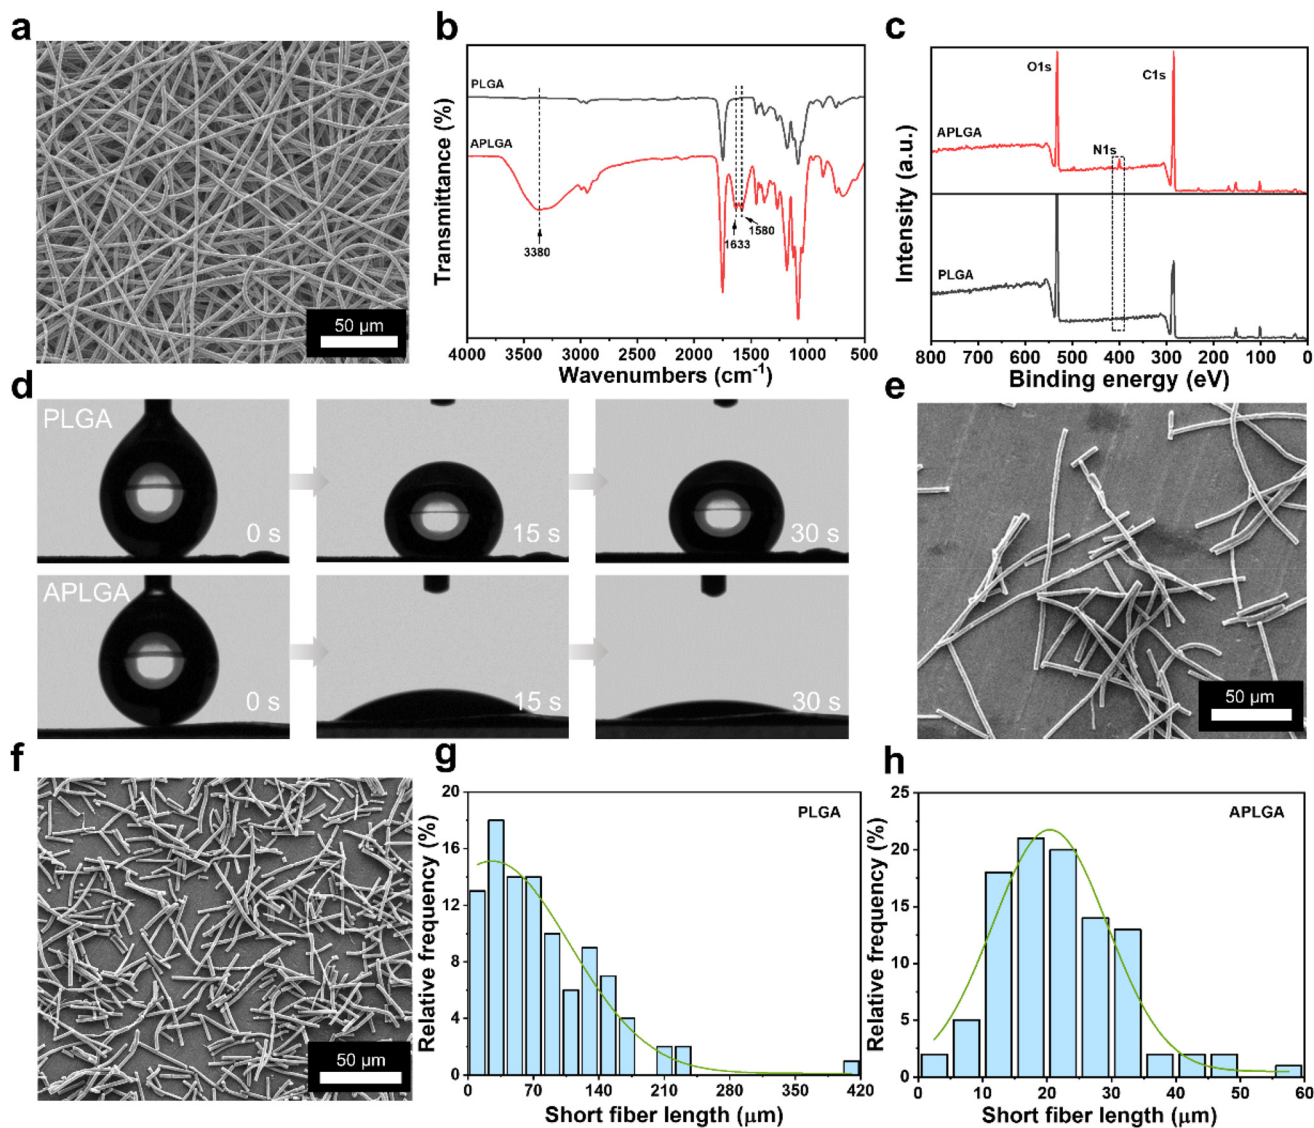 a
50 μm
b
PLGA
APLGA
3380
1633
1580
Transmittance (%)
4000 3500 3000 2500 2000 1500 1000 500
Wavenumbers (cm-1)
c
O1s
C1s
APLGA
N1s
PLGA
Intensity (a.u.)
800 700 600 500 400 300 200 100 0
Binding energy (eV)
d
PLGA
0 s
15 s
30 s
APLGA
0 s
15 s
30 s
e
50 μm
f
50 μm
g
PLGA
Relative frequency (%)
20
16
12
8
4
0
0 70 140 210 280 350 420
Short fiber length (μm)
h
APLGA
Relative frequency (%)
25
20
15
10
5
0
0 10 20 30 40 50 60
Short fiber length (μm)